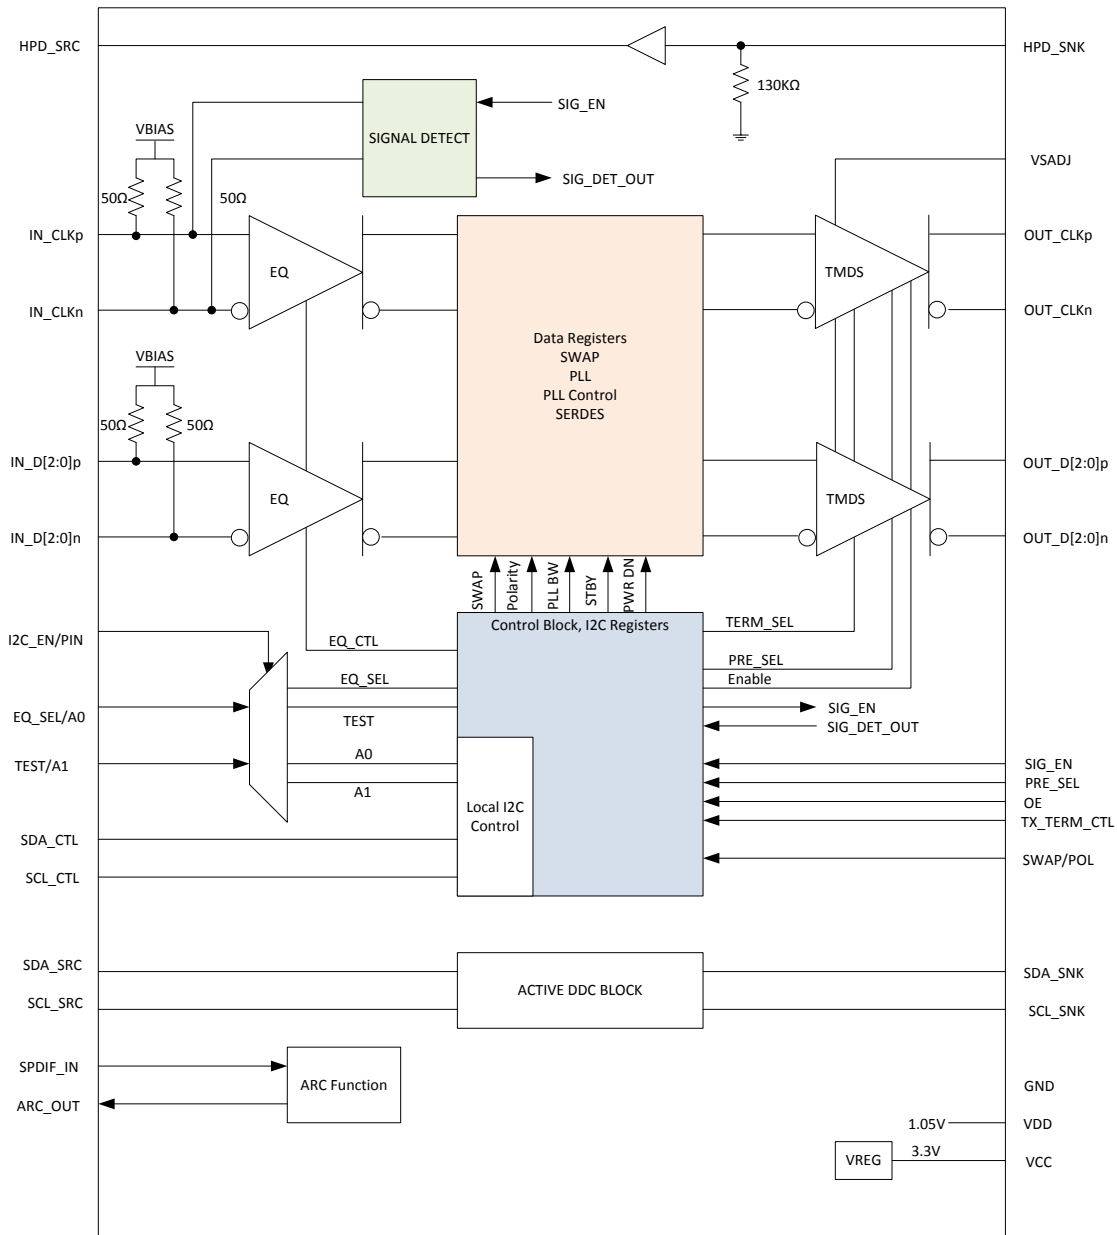 HPD_SRC
HPD_SNK
130KΩ
SIGNAL DETECT
SIG_EN
SIG_DET_OUT
VBIAS
50Ω
50Ω
VSADJ
IN_CLKp
IN_CLKn
EQ
TMDS
OUT_CLKp
OUT_CLKn
Data Registers
SWAP
PLL
PLL Control
SERDES
VBIAS
50Ω
50Ω
IN_D[2:0]p
IN_D[2:0]n
EQ
TMDS
OUT_D[2:0]p
OUT_D[2:0]n
SWAP
Polarity
PLL BW
STBY
PWR DN
Control Block, I2C Registers
I2C_EN/PIN
EQ_SEL/A0
TEST/A1
EQ_CTL
EQ_SEL
TEST
A0
A1
Local I2C
Control
TERM_SEL
PRE_SEL
Enable
SIG_EN
SIG_DET_OUT
SIG_EN
PRE_SEL
OE
TX_TERM_CTL
SWAP/POL
SDA_CTL
SCL_CTL
SDA_SRC
SCL_SRC
ACTIVE DDC BLOCK
SDA_SNK
SCL_SNK
SPDIF_IN
ARC_OUT
ARC Function
GND
1.05V
VDD
VREG
3.3V
VCC